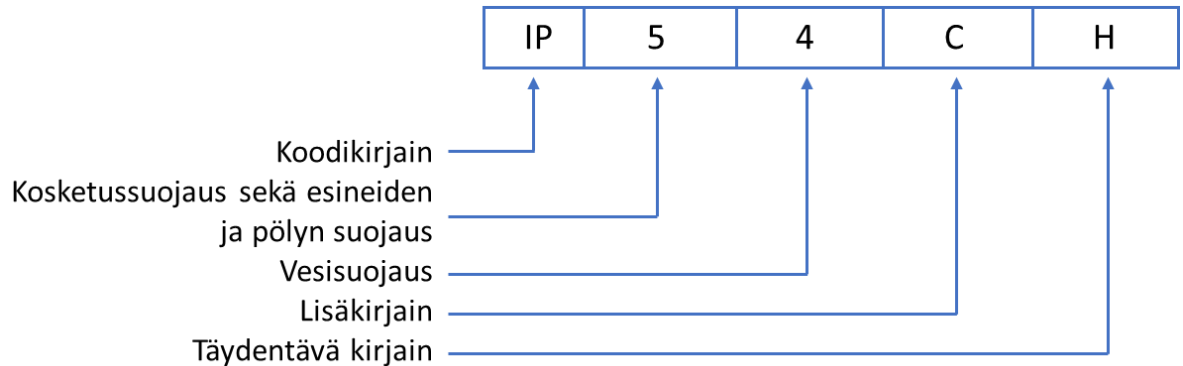 IP 5 4 C H
Koodikirjain
Kosketussuojaus sekä esineiden
ja pölyn suojaus
Vesisuojaus
Lisäkirjain
Täydentävä kirjain